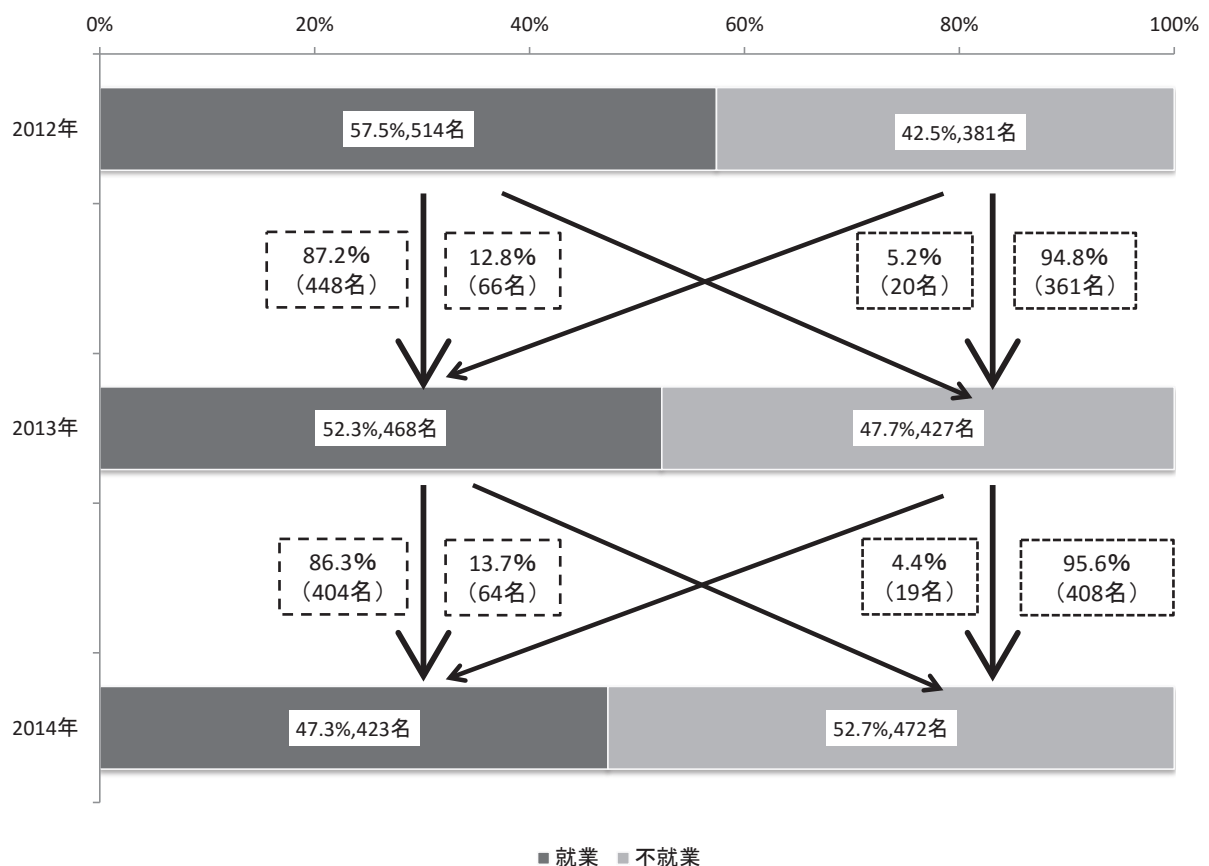 0% 20% 40% 60% 80% 100%
2012年
57.5%,514名
42.5%,381名
87.2%
（448名）
12.8%
（66名）
5.2%
（20名）
94.8%
（361名）
2013年
52.3%,468名
47.7%,427名
86.3%
（404名）
13.7%
（64名）
4.4%
（19名）
95.6%
（408名）
2014年
47.3%,423名
52.7%,472名
就業 不就業